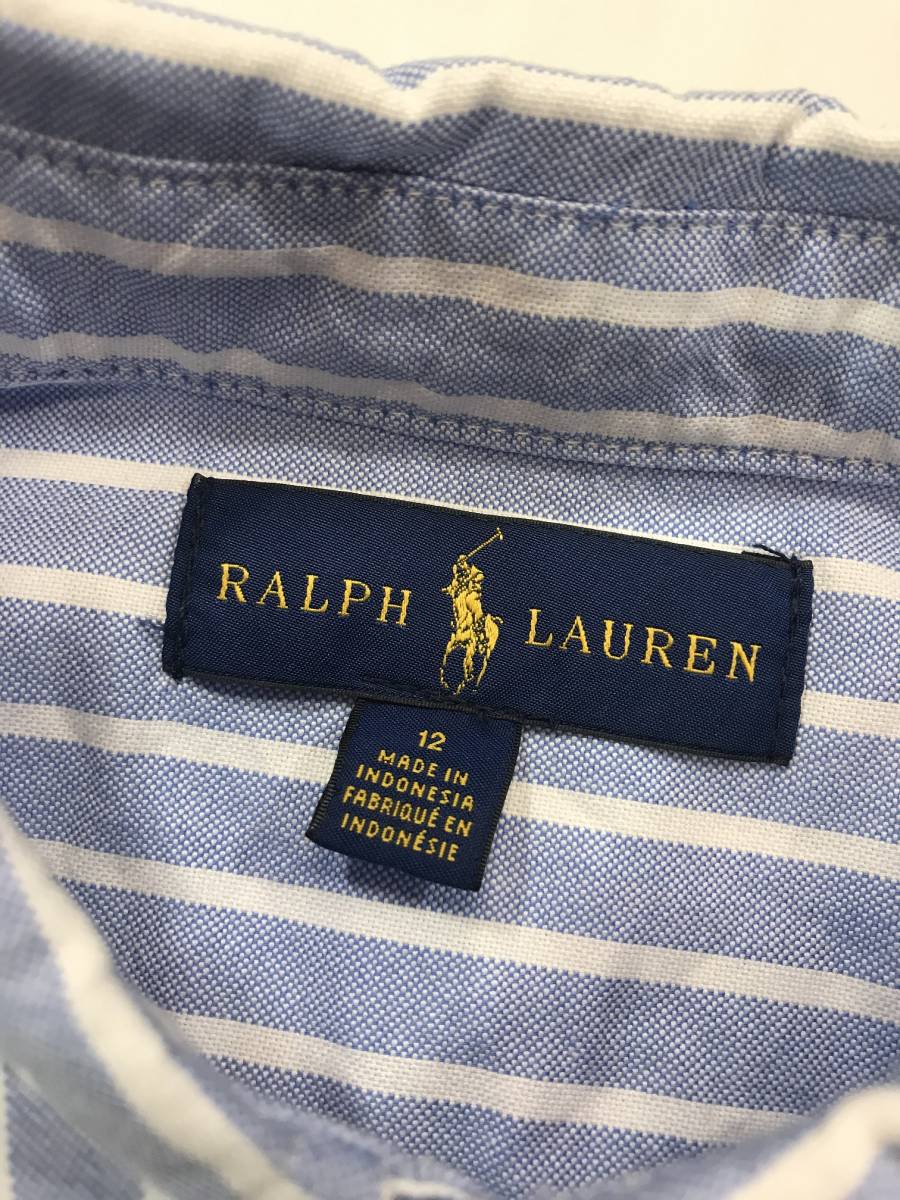 RALPH LAUREN
12
MADE IN
INDONESIA
FABRIQUÉ EN
INDONÉSIE